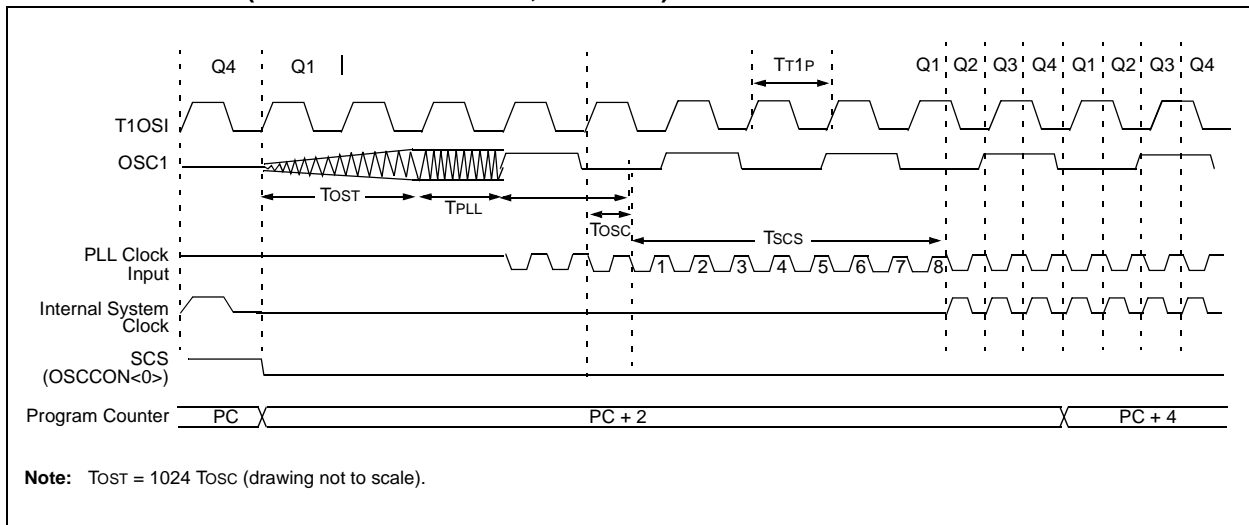 Q4 Q1 TT1P Q1 Q2 Q3 Q4 Q1 Q2 Q3 Q4
T1OSI
OSC1
TOST TPLL
TOSC TSCS
PLL Clock
Input
1 2 3 4 5 6 7 8
Internal System
Clock
SCS
(OSCCON<0>)
Program Counter PC PC + 2 PC + 4
Note: TOST = 1024 TOSC (drawing not to scale).